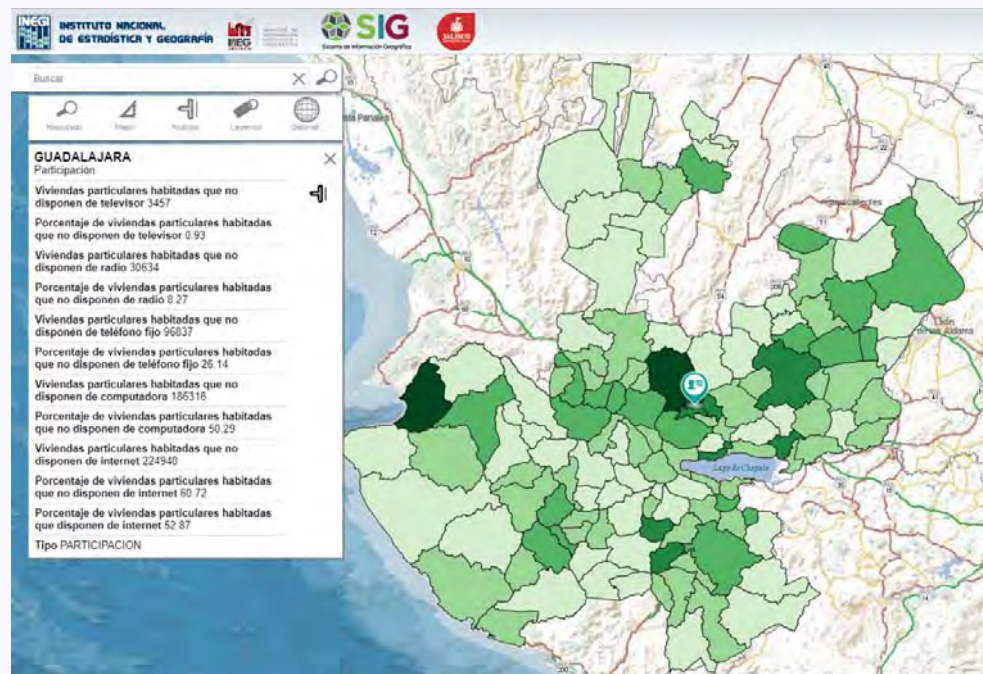 INEGI
INSTITUTO NACIONAL
DE ESTADÍSTICA Y GEOGRAFÍA
SIG
Sistema de Información Geográfica
JALISCO
Buscar
GUADALAJARA
Participación
Viviendas particulares habitadas que no
disponen de televisor 3457
Porcentaje de viviendas particulares habitadas
que no disponen de televisor 0.93
Viviendas particulares habitadas que no
disponen de radio 30634
Porcentaje de viviendas particulares habitadas
que no disponen de radio 8.27
Viviendas particulares habitadas que no
disponen de teléfono fijo 96837
Porcentaje de viviendas particulares habitadas
que no disponen de teléfono fijo 26.14
Viviendas particulares habitadas que no
disponen de computadora 186316
Porcentaje de viviendas particulares habitadas
que no disponen de computadora 50.29
Viviendas particulares habitadas que no
disponen de internet 224940
Porcentaje de viviendas particulares habitadas
que no disponen de internet 60.72
Porcentaje de viviendas particulares habitadas
que disponen de internet 52.87
Tipo PARTICIPACION
Lago de Chapala